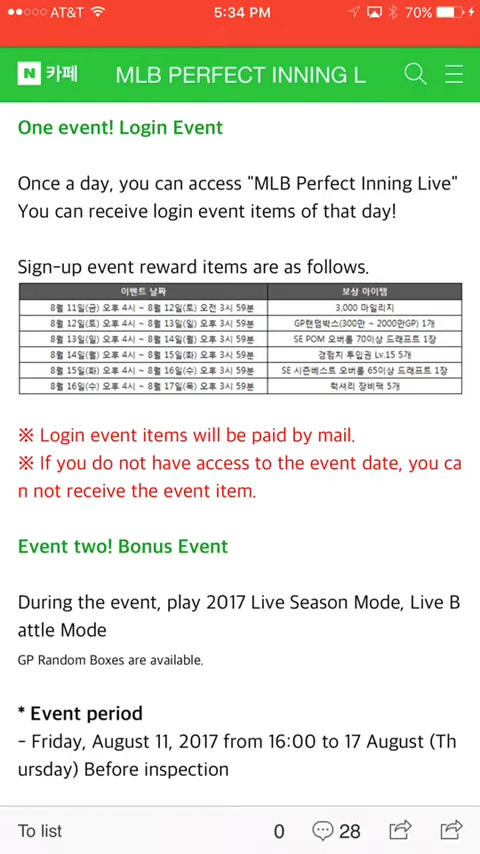 AT&T 5:34 PM 70%
N 카페 MLB PERFECT INNING L
One event! Login Event
Once a day, you can access "MLB Perfect Inning Live"
You can receive login event items of that day!
Sign-up event reward items are as follows.
이벤트 날짜 보상 아이템
8월 11일(금) 오후 4시 ~ 8월 12일(토) 오전 3시 59분 3,000 마일리지
8월 12일(토) 오후 4시 ~ 8월 13일(일) 오후 3시 59분 GP랜덤박스(300만 ~ 2000만GP) 1개
8월 13일(일) 오후 4시 ~ 8월 14일(월) 오후 3시 59분 SE POM 오버롤 70이상 드래프트 1장
8월 14일(월) 오후 4시 ~ 8월 15일(화) 오후 3시 59분 경험치 투입권 Lv.15 5개
8월 15일(화) 오후 4시 ~ 8월 16일(수) 오후 3시 59분 SE 시즌베스트 오버롤 65이상 드래프트 1장
8월 16일(수) 오후 4시 ~ 8월 17일(목) 오후 3시 59분 럭셔리 장비팩 5개
※ Login event items will be paid by mail.
※ If you do not have access to the event date, you ca
n not receive the event item.
Event two! Bonus Event
During the event, play 2017 Live Season Mode, Live B
attle Mode
GP Random Boxes are available.
* Event period
- Friday, August 11, 2017 from 16:00 to 17 August (Th
ursday) Before inspection
To list 0 28